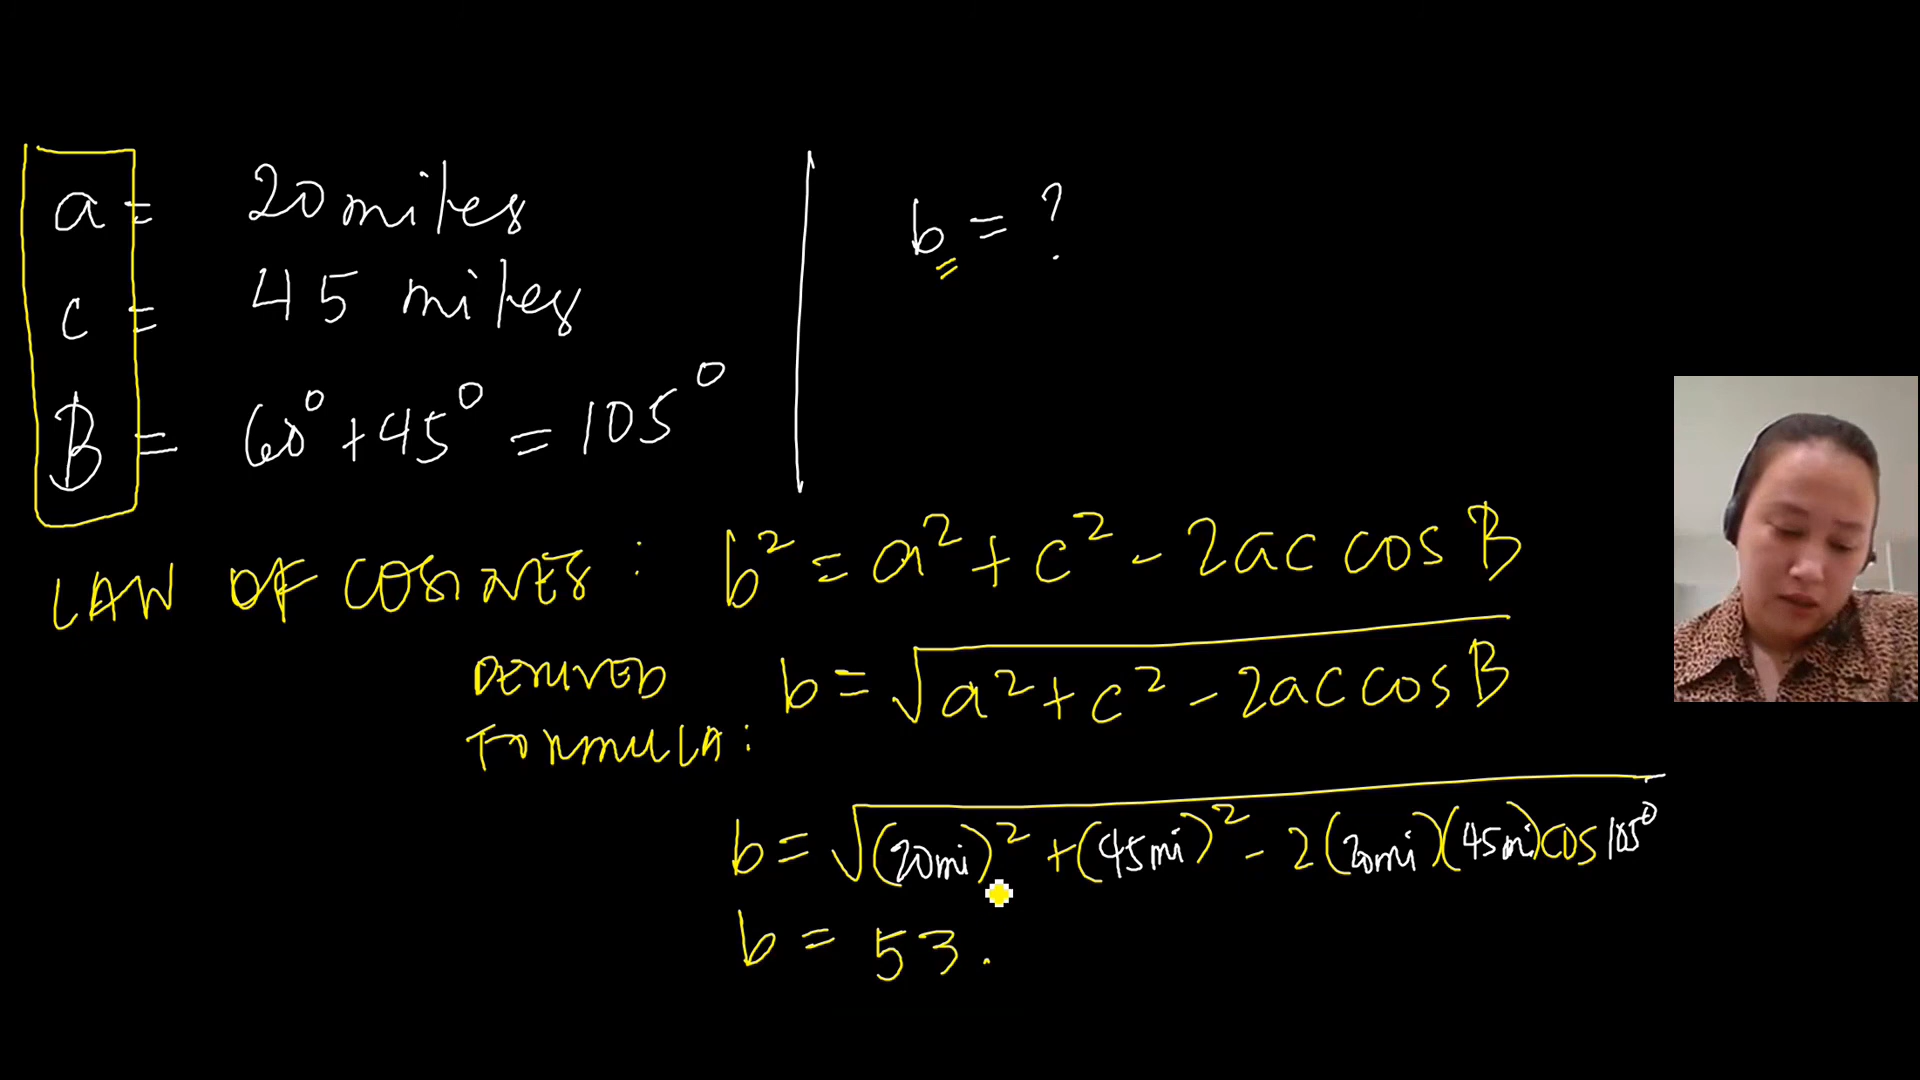 a = 20 miles
c = 45 miles
B = 60° + 45° = 105°
b = ?
LAW OF COSINES : b² = a² + c² - 2ac cos B
DERIVED FORMULA: b = √(a² + c² - 2ac cos B)
b = √((20mi)² + (45mi)² - 2(20mi)(45mi)cos 105°)
b = 53.